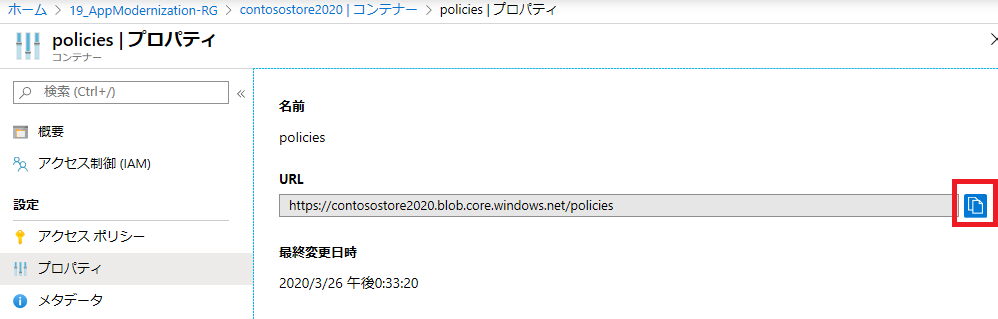 ホーム > 19_AppModernization-RG > contosostore2020 | コンテナー > policies | プロパティ
policies | プロパティ
コンテナー
検索 (Ctrl+/)
概要
アクセス制御 (IAM)
設定
アクセス ポリシー
プロパティ
メタデータ
名前
policies
URL
https://contosostore2020.blob.core.windows.net/policies
最終変更日時
2020/3/26 午後0:33:20